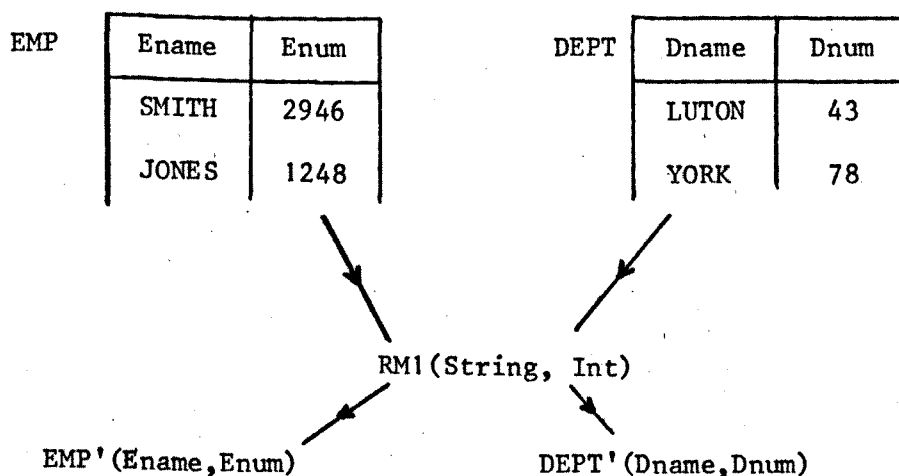 EMP Ename Enum DEPT Dname Dnum
SMITH 2946 LUTON 43
JONES 1248 YORK 78
RM1(String, Int)
EMP'(Ename,Enum) DEPT'(Dname,Dnum)